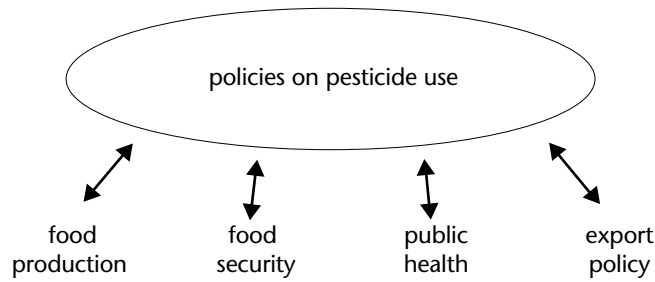 policies on pesticide use
food
production
food
security
public
health
export
policy